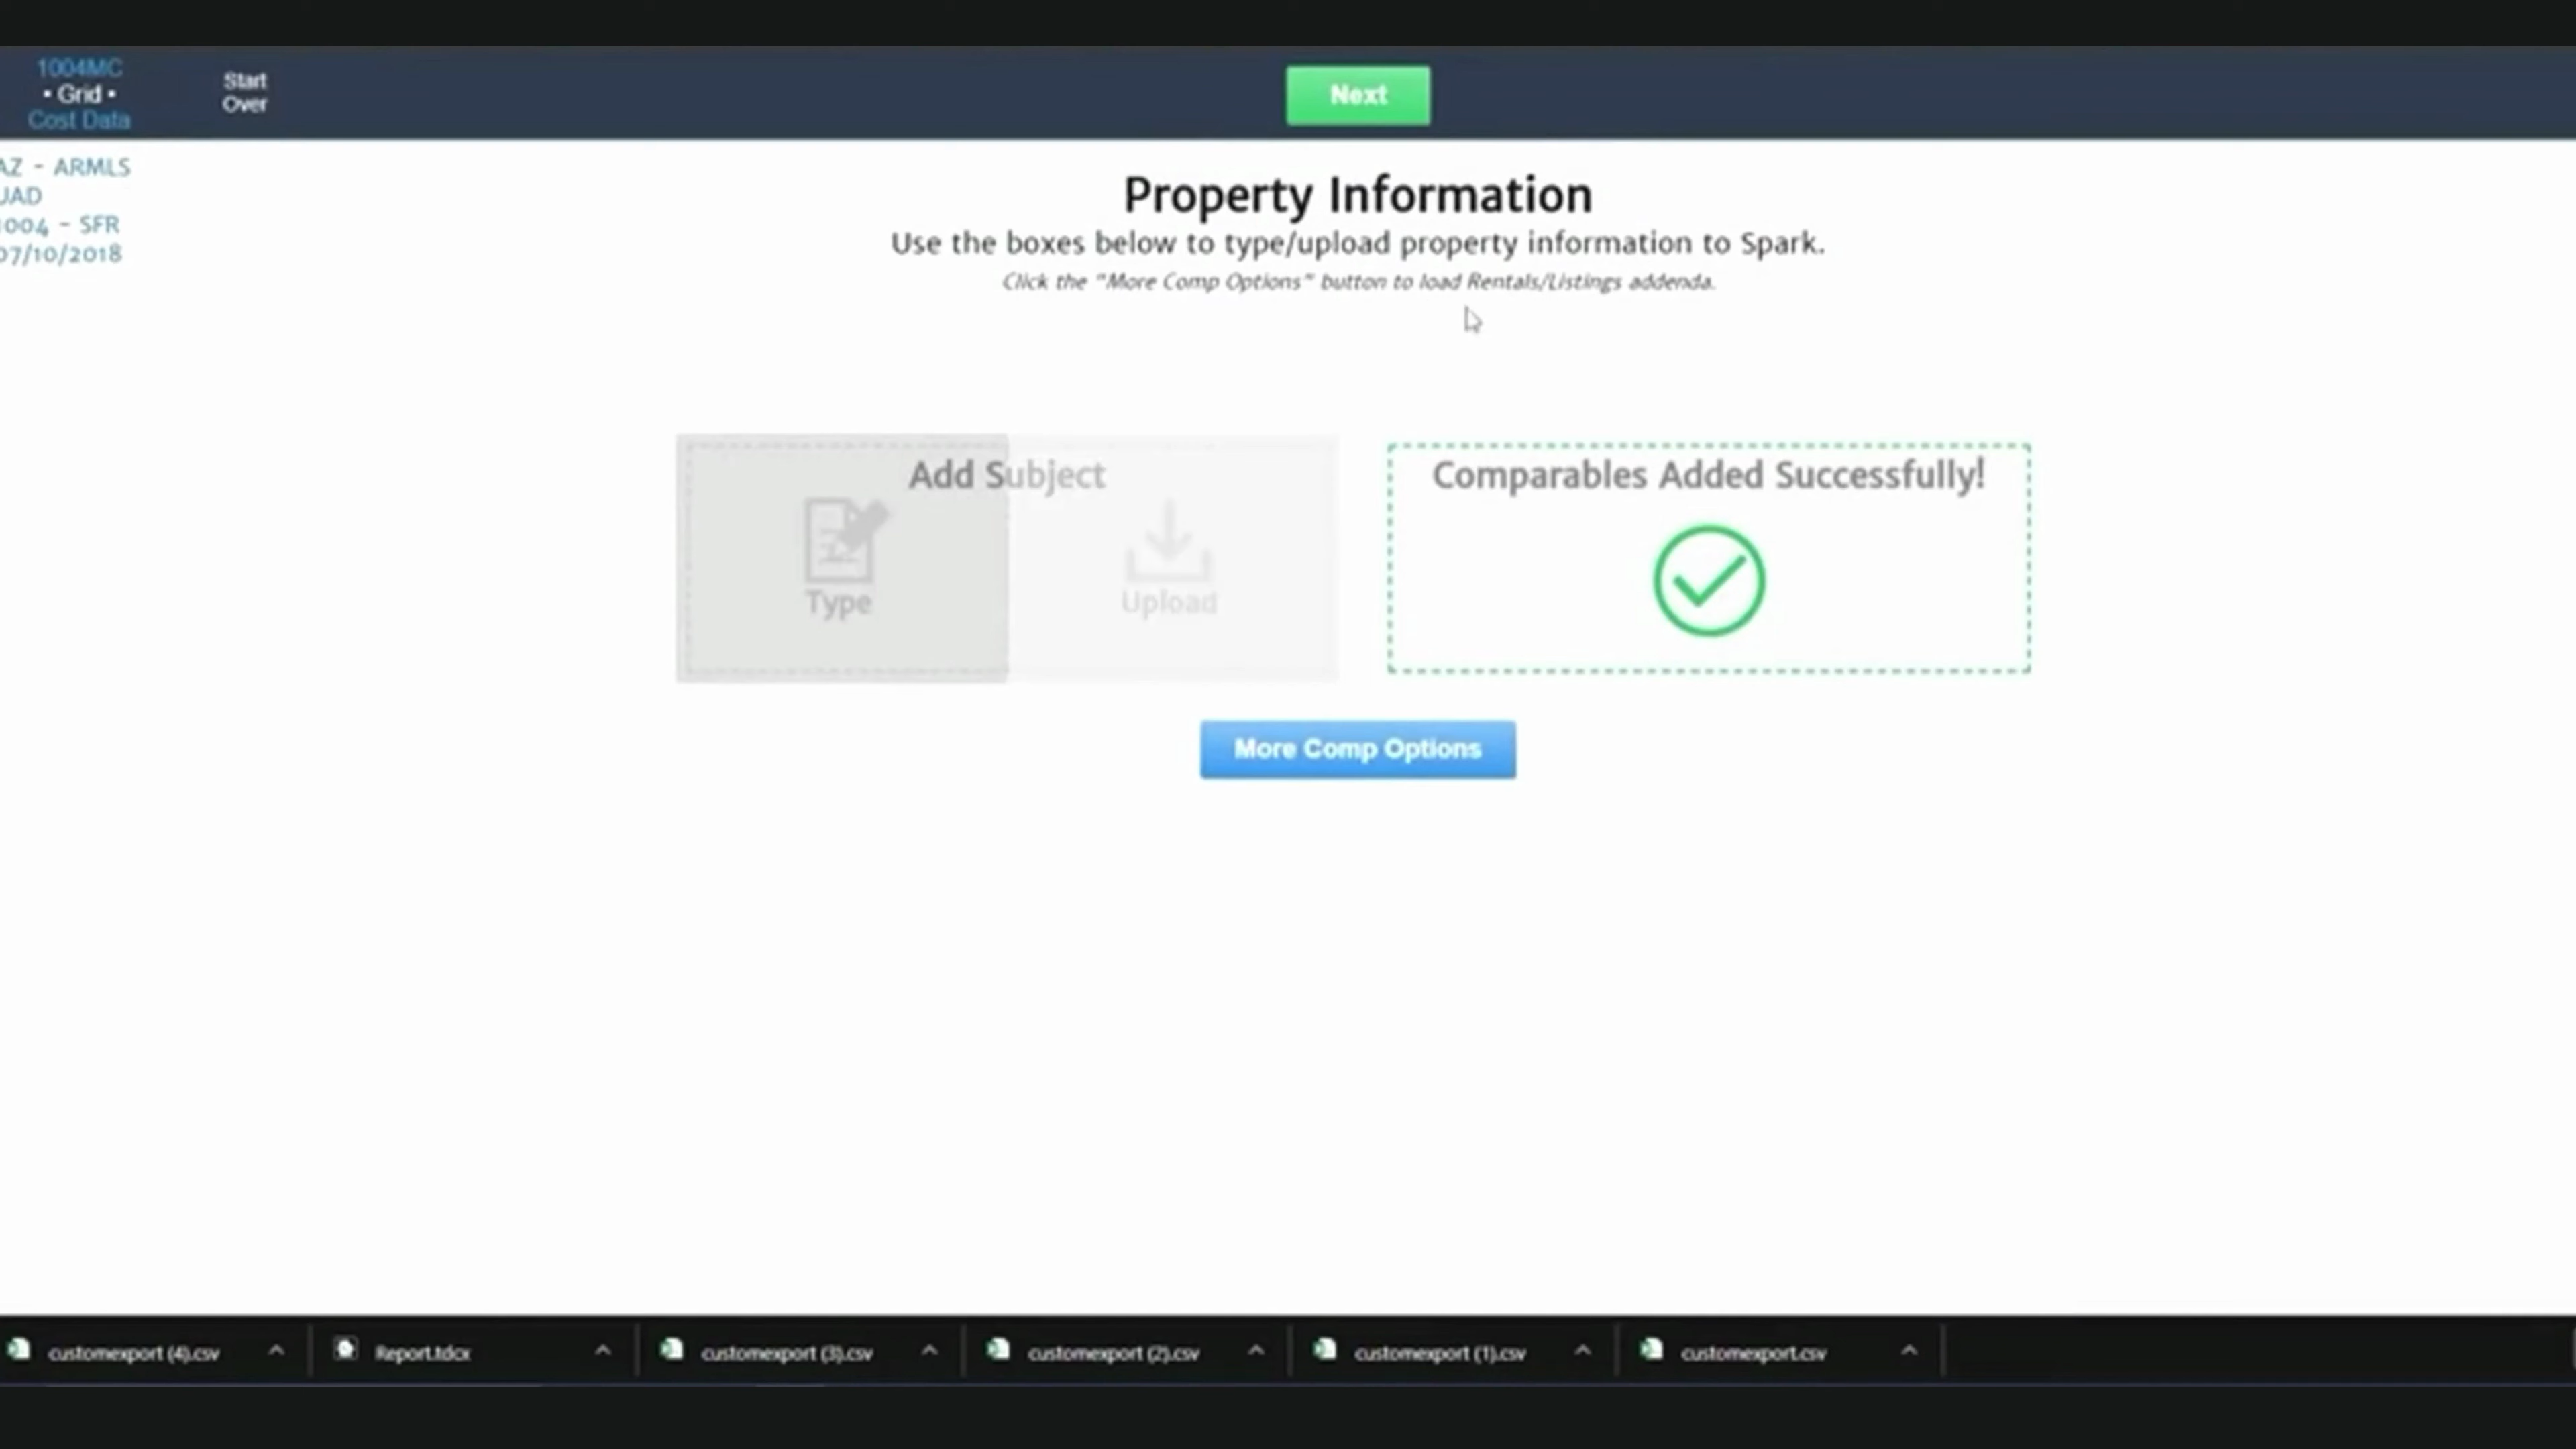 1004MC
• Grid •
Cost Data
Start
Over
Next
AZ - ARMLS
UAD
1004 - SFR
07/10/2018
Property Information
Use the boxes below to type/upload property information to Spark.
Click the "More Comp Options" button to load Rentals/Listings addenda.
Add Subject
Type
Upload
Comparables Added Successfully!
More Comp Options
customexport (4).csv
Report.tdcx
customexport (3).csv
customexport (2).csv
customexport (1).csv
customexport.csv